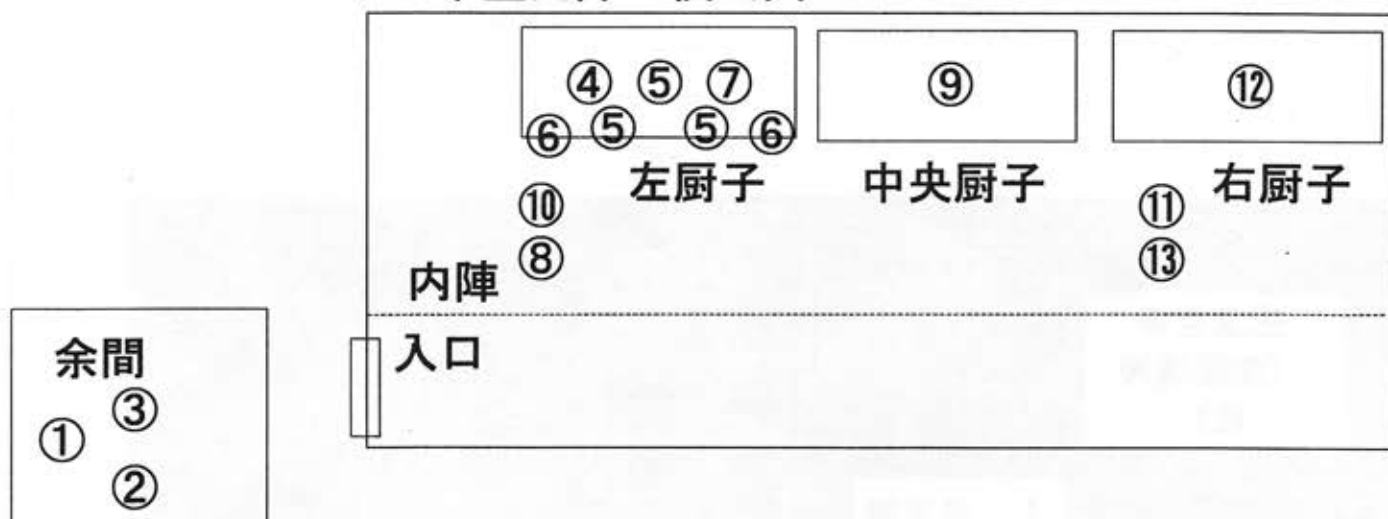 ④ ⑤ ⑦ ⑨ ⑫
⑥ ⑤ ⑤ ⑥
左厨子 中央厨子 右厨子
⑩ ⑪
⑧ ⑬
内陣
入口
余間
③
①
②